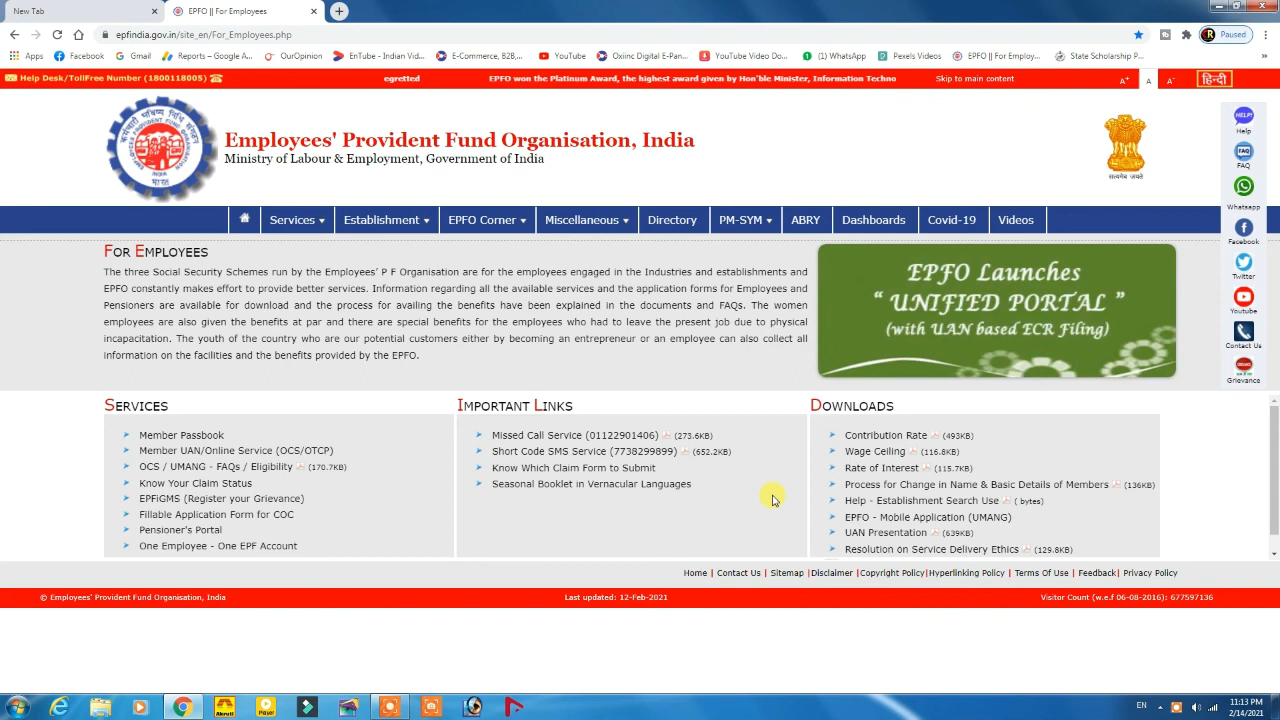 New Tab
EPFO || For Employees
epfindia.gov.in/site_en/For_Employees.php
Paused
Apps
Facebook
Gmail
Reports – Google A...
OurOpinion
EnTube - Indian Vid...
E-Commerce, B2B,...
YouTube
Oxiinc Digital E-Pan...
YouTube Video Do...
(1) WhatsApp
Pexels Videos
EPFO || For Employ...
State Scholarship P...
Help Desk/TollFree Number (1800118005)
egretted
EPFO won the Platinum Award, the highest award given by Hon'ble Minister, Information Techno
Skip to main content
A+
A
A-
हिन्दी
Employees' Provident Fund Organisation, India
Ministry of Labour & Employment, Government of India
सत्यमेव जयते
Services
Establishment
EPFO Corner
Miscellaneous
Directory
PM-SYM
ABRY
Dashboards
Covid-19
Videos
HELP!
Help
FAQ
FAQ
Whatsapp
Facebook
Twitter
Youtube
Contact Us
Grievance
FOR EMPLOYEES
The three Social Security Schemes run by the Employees' P F Organisation are for the employees engaged in the Industries and establishments and
EPFO constantly makes effort to provide better services. Information regarding all the available services and the application forms for Employees and
Pensioners are available for download and the process for availing the benefits have been explained in the documents and FAQs. The women
employees are also given the benefits at par and there are special benefits for the employees who had to leave the present job due to physical
incapacitation. The youth of the country who are our potential customers either by becoming an entrepreneur or an employee can also collect all
information on the facilities and the benefits provided by the EPFO.
EPFO Launches
“ UNIFIED PORTAL ”
(with UAN based ECR Filing)
SERVICES
Member Passbook
Member UAN/Online Service (OCS/OTCP)
OCS / UMANG - FAQs / Eligibility (170.7KB)
Know Your Claim Status
EPFiGMS (Register your Grievance)
Fillable Application Form for COC
Pensioner's Portal
One Employee - One EPF Account
IMPORTANT LINKS
Missed Call Service (01122901406) (273.6KB)
Short Code SMS Service (7738299899) (652.2KB)
Know Which Claim Form to Submit
Seasonal Booklet in Vernacular Languages
DOWNLOADS
Contribution Rate (493KB)
Wage Ceiling (116.8KB)
Rate of Interest (115.7KB)
Process for Change in Name & Basic Details of Members (136KB)
Help - Establishment Search Use ( bytes)
EPFO - Mobile Application (UMANG)
UAN Presentation (639KB)
Resolution on Service Delivery Ethics (129.8KB)
Home | Contact Us | Sitemap |Disclaimer |Copyright Policy|Hyperlinking Policy | Terms Of Use | Feedback| Privacy Policy
© Employees' Provident Fund Organisation, India
Last updated: 12-Feb-2021
Visitor Count (w.e.f 06-08-2016): 677597136
EN
11:13 PM
2/14/2021